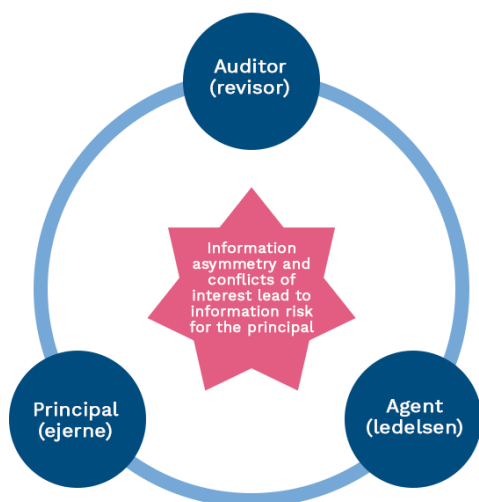 Auditor
(revisor)
Information
asymmetry and
conflicts of
interest lead to
information risk
for the principal
Principal
(ejerne)
Agent
(ledelsen)